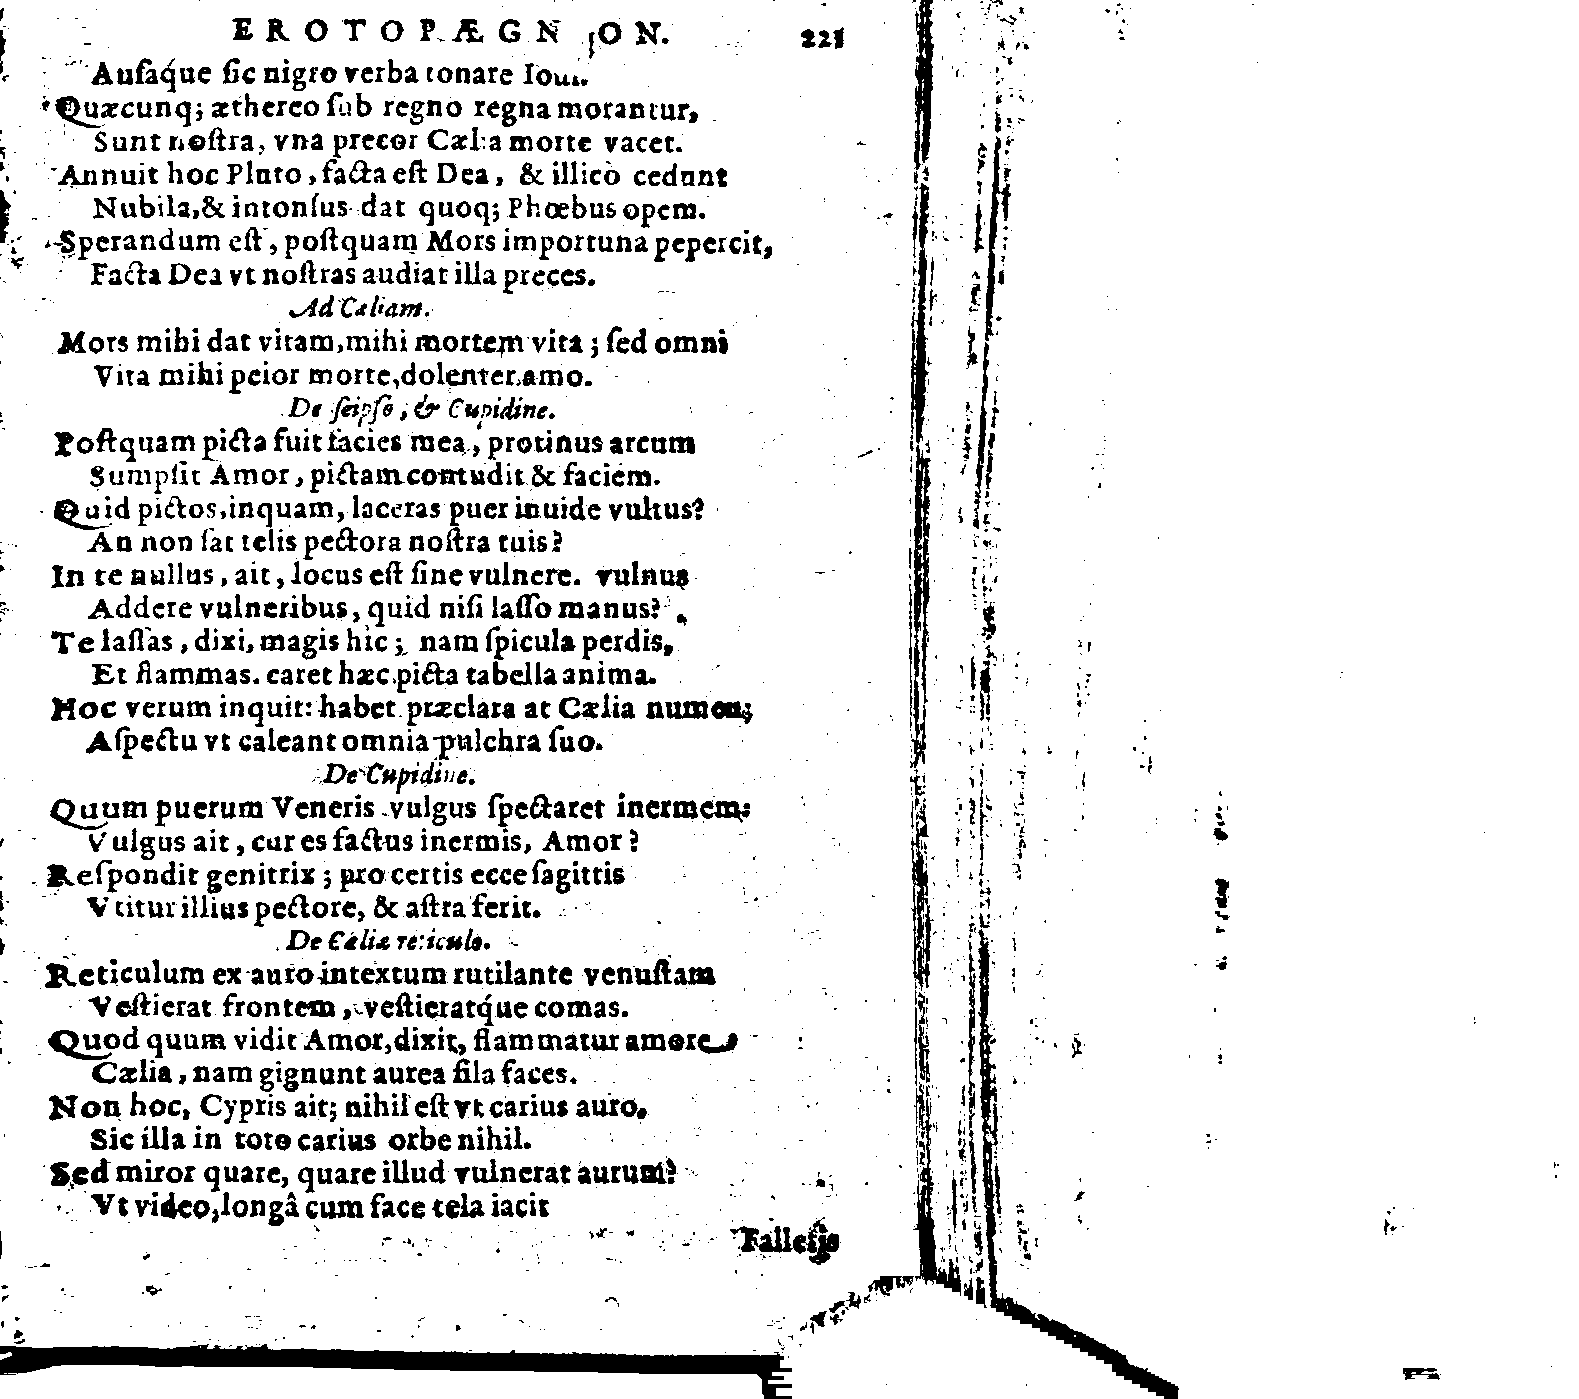 EROTOPÆGNION. 221
Auſaq́ue ſic nigro verba tonare Ioui.
Quæcunq; æthereo ſub regno regna morantur,
Sunt noſtra, vna precor Cælia morte vacet.
Annuit hoc Pluto, facta eſt Dea, & illicò cedunt
Nubila, & intonſus dat quoq; Phœbus opem.
Sperandum eſt, poſtquam Mors importuna pepercit,
Facta Dea vt noſtras audiat illa preces.
Ad Cæliam.
Mors mihi dat vitam, mihi mortem vita; ſed omni
Vita mihi peior morte, dolenter amo.
De ſeipſo, & Cupidine.
Poſtquam picta fuit facies mea, protinus arcum
Sumpſit Amor, pictam contudit & faciem.
Quid pictos, inquam, laceras puer inuide vultus?
An non ſat telis pectora noſtra tuis?
In te nullus, ait, locus eſt ſine vulnere. vulnus
Addere vulneribus, quid niſi laſſo manus?
Te laſſas, dixi, magis hic; nam ſpicula perdis,
Et flammas. caret hæc picta tabella anima.
Hoc verum inquit: habet præclara at Cælia numen;
Aſpectu vt caleant omnia pulchra ſuo.
De Cupidine.
Quum puerum Veneris vulgus ſpectaret inermem:
Vulgus ait, cur es factus inermis, Amor?
Reſpondit genitrix; pro certis ecce ſagittis
Vtitur illius pectore, & aſtra ferit.
De Cæliæ reticulo.
Reticulum ex auro intextum rutilante venuſtam
Veſtierat frontem, veſtieratq́ue comas.
Quod quum vidit Amor, dixit, flammatur amore
Cælia, nam gignunt aurea fila faces.
Non hoc, Cypris ait; nihil eſt vt carius auro,
Sic illa in toto carius orbe nihil.
Sed miror quare, quare illud vulnerat aurum?
Vt video, longâ cum face tela iacit